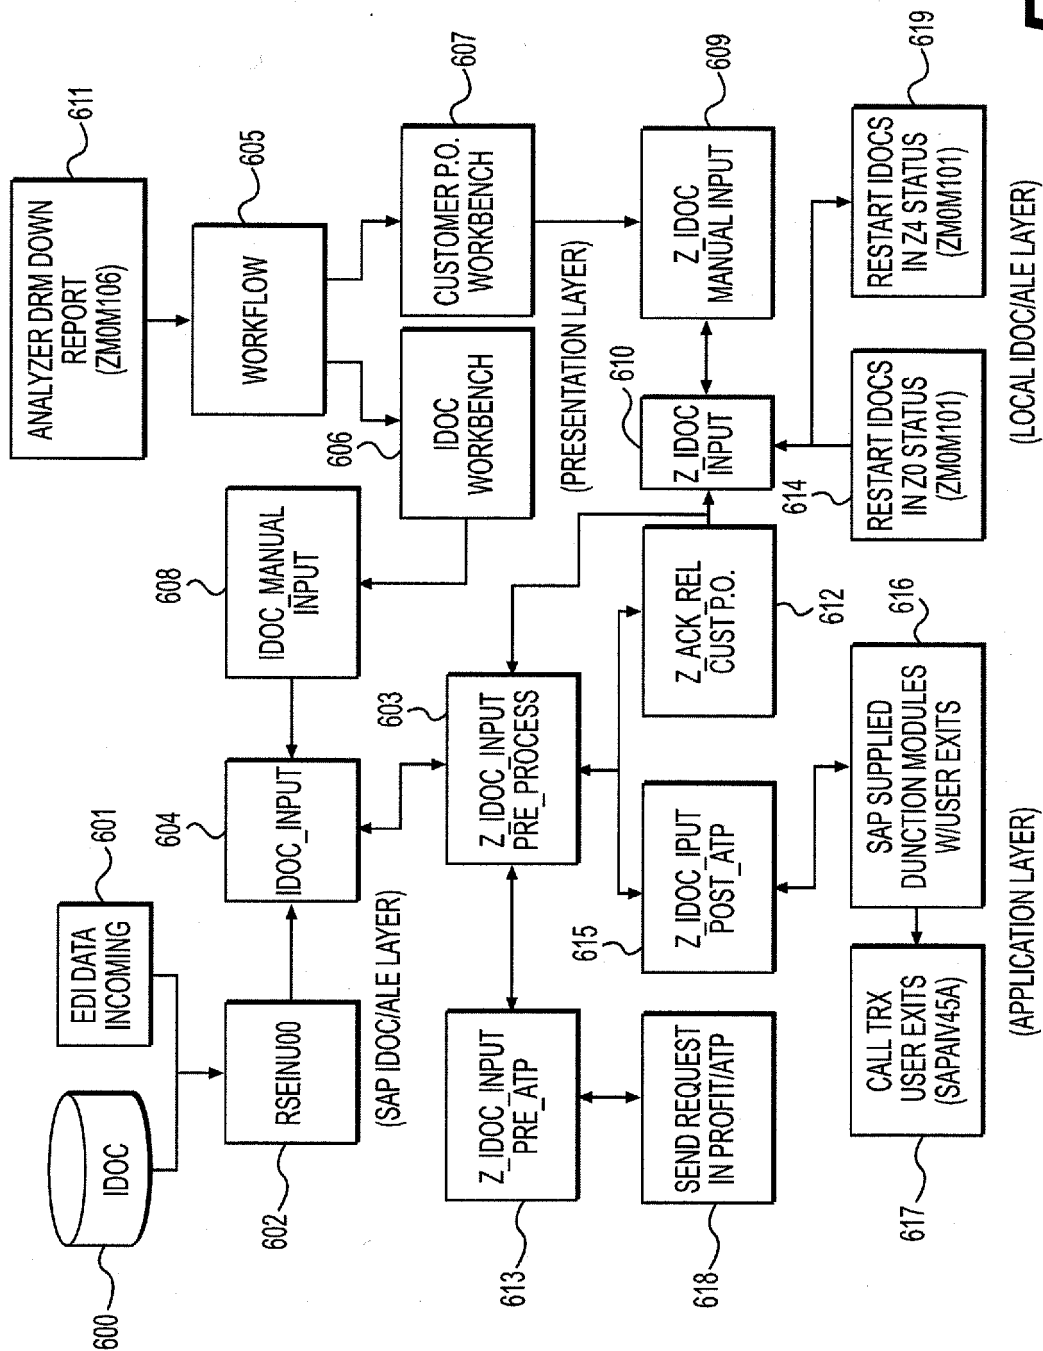 600
IDOC
EDI DATA
INCOMING
601
602
RSEINU00
604
IDOC_INPUT
608
IDOC_MANUAL
INPUT
ANALYZER DRM DOWN
REPORT
(ZM0M106)
611
WORKFLOW
605
606
IDOC
WORKBENCH
CUSTOMER P.O.
WORKBENCH
607
(SAP IDOC/ALE LAYER)
(PRESENTATION LAYER)
613
Z_IDOC_INPUT
PRE_ATP
603
Z_IDOC_INPUT
PRE_PROCESS
618
SEND REQUEST
IN PROFIT/ATP
615
Z_IDOC_IPUT
POST_ATP
Z_ACK_REL
CUST P.O.
612
610
Z_IDOC
INPUT
Z_IDOC
MANUAL INPUT
609
617
CALL TRX
USER EXITS
(SAPAIV45A)
SAP SUPPLIED
DUNCTION MODULES
W/USER EXITS
616
614
RESTART IDOCS
IN Z0 STATUS
(ZM0M101)
RESTART IDOCS
IN Z4 STATUS
(ZM0M101)
619
(APPLICATION LAYER)
(LOCAL IDOC/ALE LAYER)